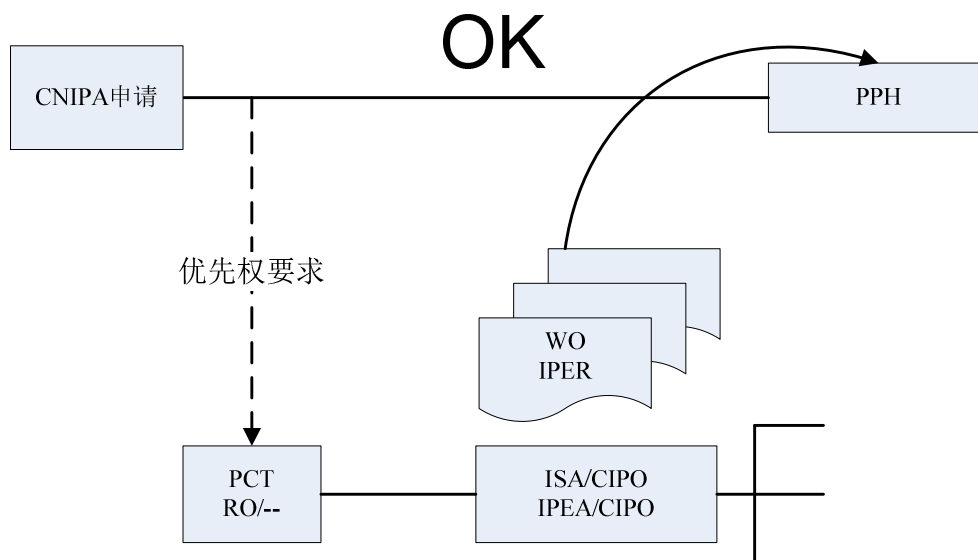 OK
CNIPA申请
PPH
优先权要求
WO
IPER
PCT
RO/--
ISA/CIPO
IPEA/CIPO